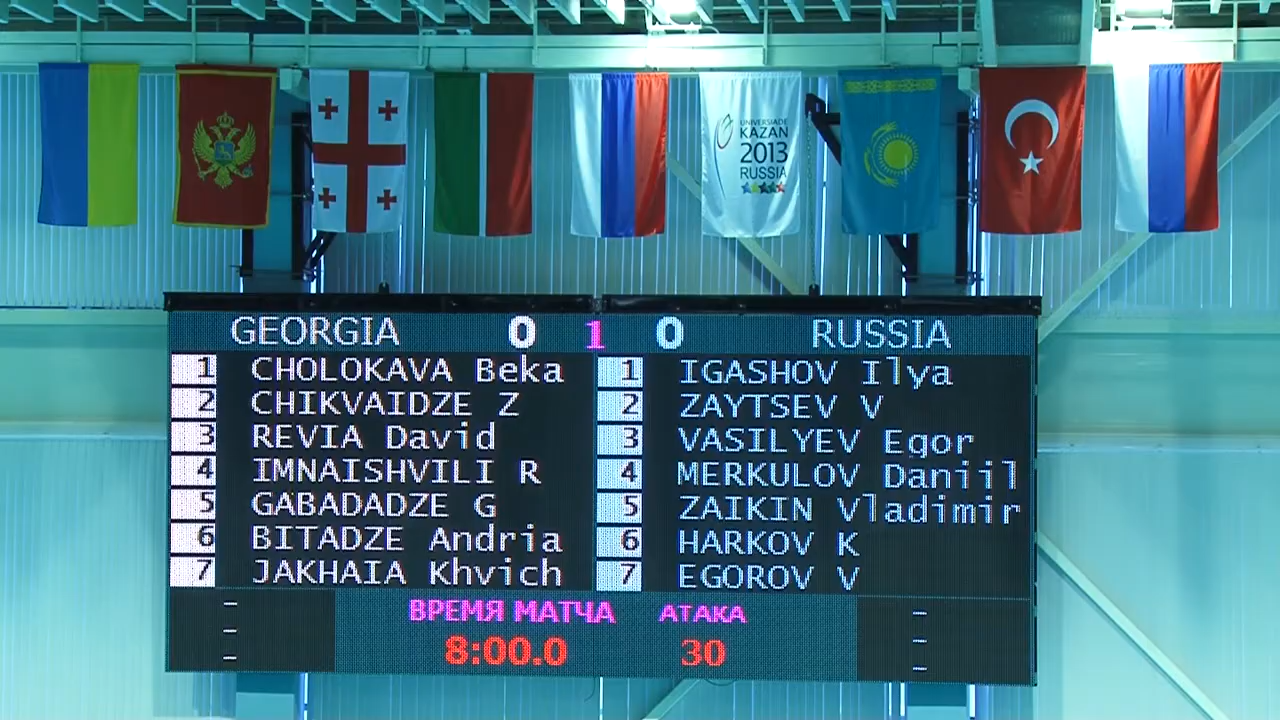 UNIVERSIADE
KAZAN
2013
RUSSIA
GEORGIA 0 1 0 RUSSIA
1 CHOLOKAVA Beka 1 IGASHOV Ilya
2 CHIKVAIDZE Z 2 ZAYTSEV V
3 REVIA David 3 VASILYEV Egor
4 IMNAISHVILI R 4 MERKULOV Daniil
5 GABADADZE G 5 ZAIKIN Vladimir
6 BITADZE Andria 6 HARKOV K
7 JAKHAIA Khvich 7 EGOROV V
ВРЕМЯ МАТЧА АТАКА
8:00.0 30